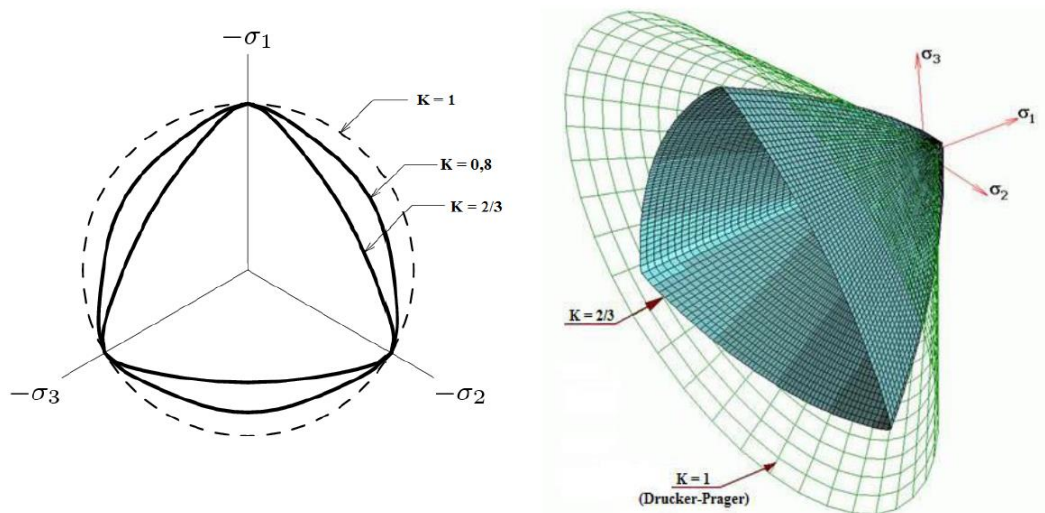 −σ1
K = 1
K = 0,8
K = 2/3
−σ3
−σ2
σ3
σ1
σ2
K = 2/3
K = 1
(Drucker-Prager)